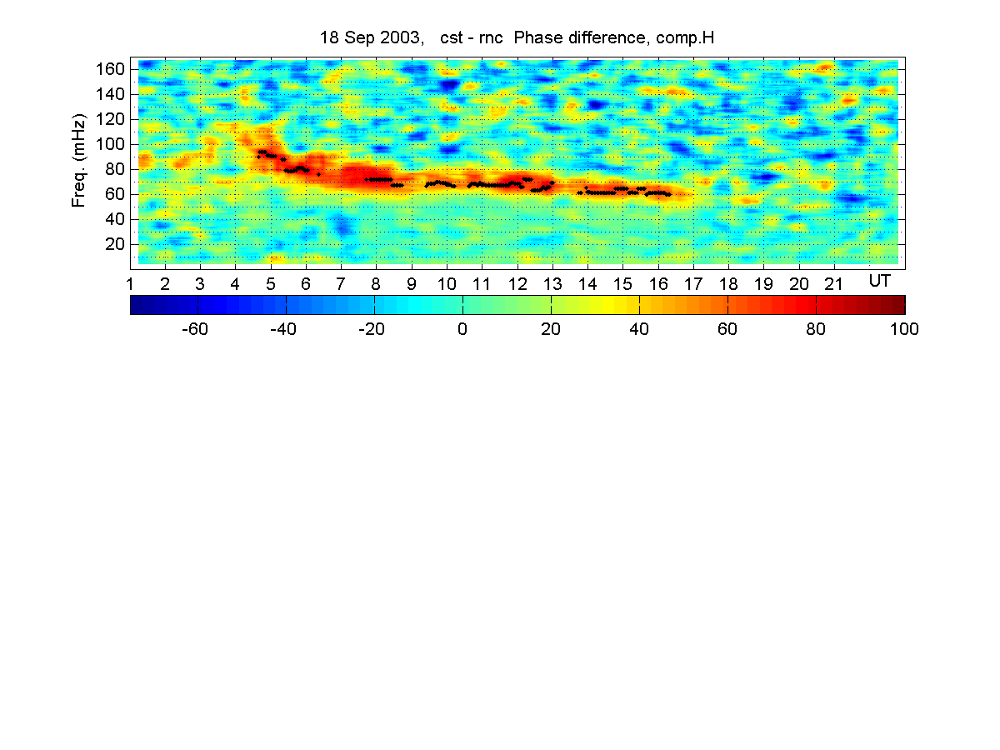 18 Sep 2003, cst - rnc Phase difference, comp.H
Freq. (mHz)
160
140
120
100
80
60
40
20
1 2 3 4 5 6 7 8 9 10 11 12 13 14 15 16 17 18 19 20 21 UT
-60 -40 -20 0 20 40 60 80 100